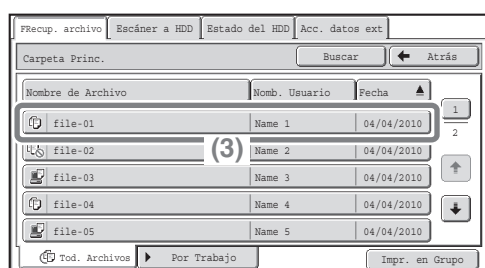 FRecup. archivo Escáner a HDD Estado del HDD Acc. datos ext
Carpeta Princ. Buscar Atrás
Nombre de Archivo Nomb. Usuario Fecha
file-01 Name 1 04/04/2010 1
file-02 Name 2 04/04/2010 2
(3)
file-03 Name 3 04/04/2010
file-04 Name 4 04/04/2010
file-05 Name 5 04/04/2010
Tod. Archivos Por Trabajo Impr. en Grupo